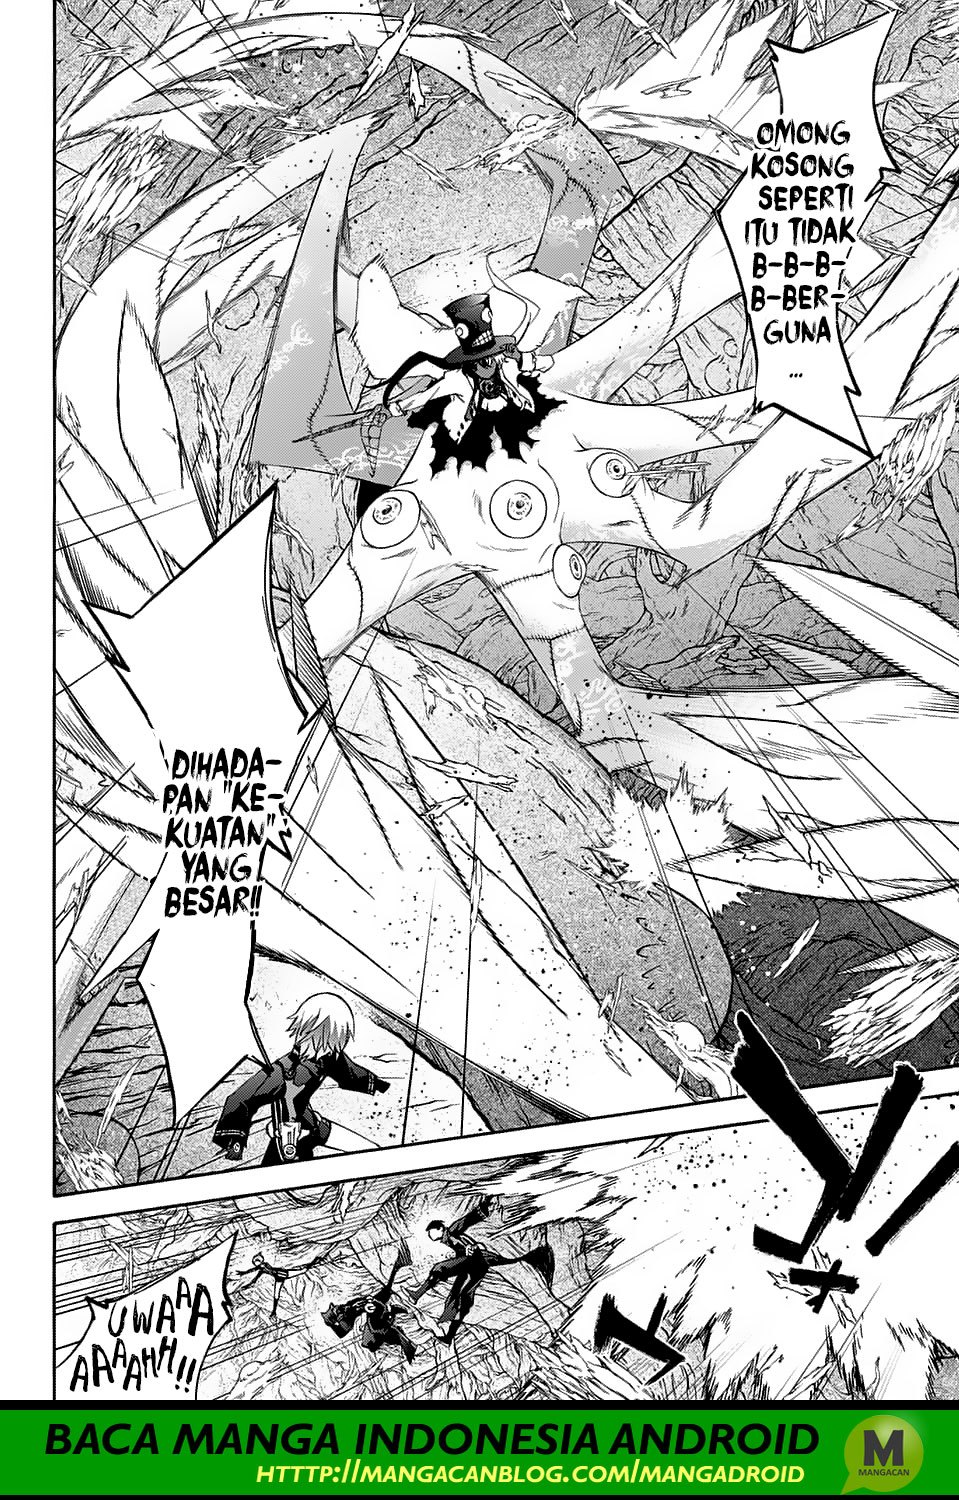 OMONG
KOSONG
SEPERTI
ITU TIDAK
B-B-B-
B-BER-
GUNA
...
DIHADA-
PAN "KE-
KUATAN"
YANG
BESAR!!
UWAAA
AAAAHH!!
BACA MANGA INDONESIA ANDROID
HTTTP://MANGACANBLOG.COM/MANGADROID
M
MANGACAN